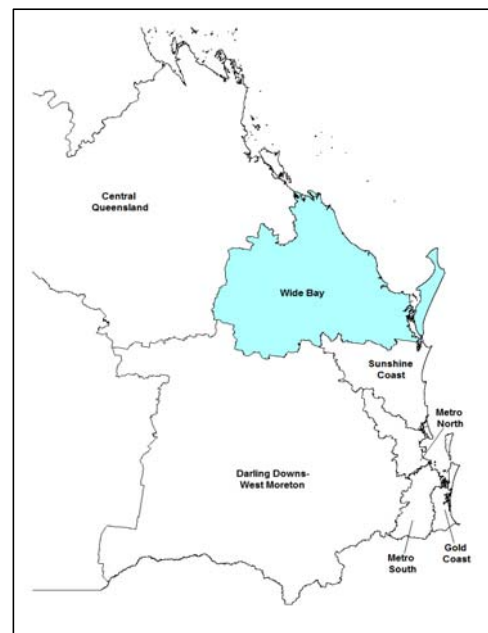 Central
Queensland
Wide Bay
Sunshine
Coast
Metro
North
Darling Downs-
West Moreton
Metro
South
Gold
Coast